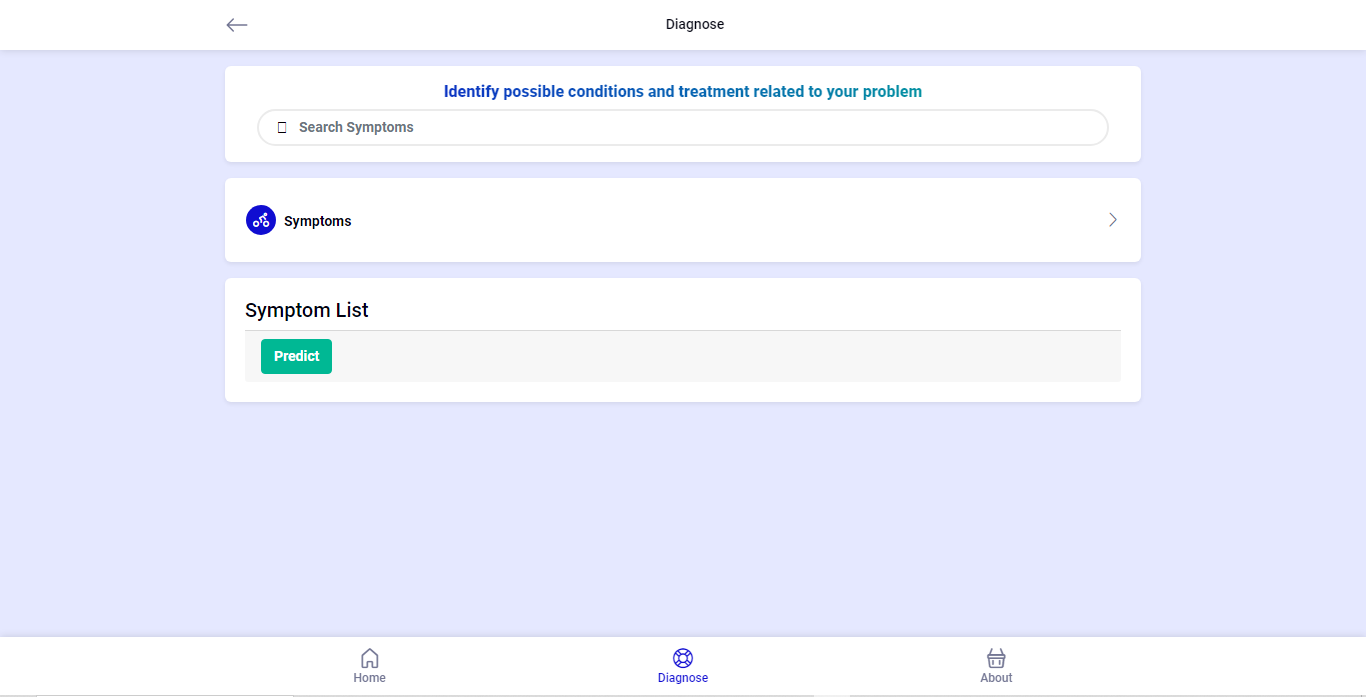 Diagnose
Identify possible conditions and treatment related to your problem
Search Symptoms
Symptoms
Symptom List
Predict
Home
Diagnose
About